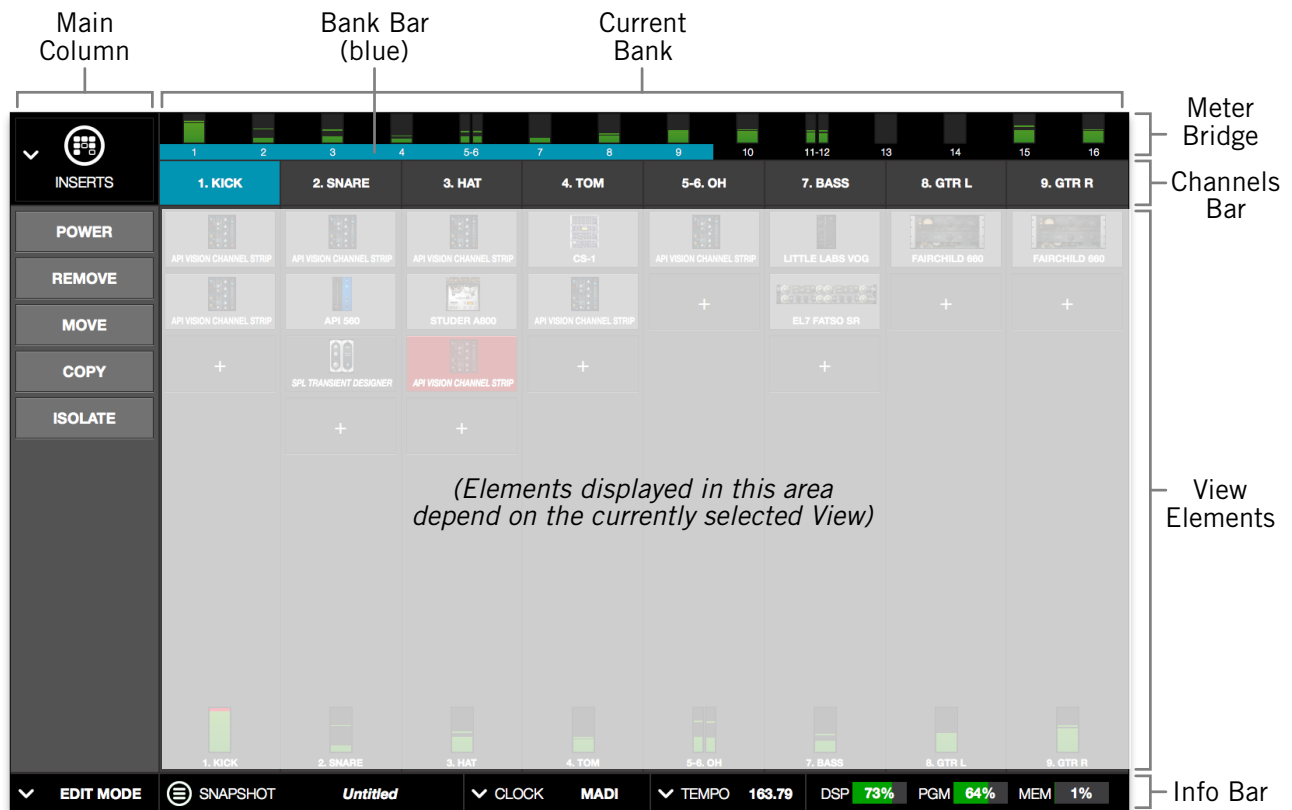 Main
Column
Bank Bar
(blue)
Current
Bank
Meter
Bridge
INSERTS
1 2 3 4 5-6 7 8 9 10 11-12 13 14 15 16
1. KICK 2. SNARE 3. HAT 4. TOM 5-6. OH 7. BASS 8. GTR L 9. GTR R
Channels
Bar
POWER
REMOVE
MOVE
COPY
ISOLATE
API VISION CHANNEL STRIP API VISION CHANNEL STRIP API VISION CHANNEL STRIP CS-1 API VISION CHANNEL STRIP LITTLE LABS VOG FAIRCHILD 660 FAIRCHILD 660
API VISION CHANNEL STRIP API 560 STUDER A800 API VISION CHANNEL STRIP + EL7 FATSO SR + +
+ SPL TRANSIENT DESIGNER API VISION CHANNEL STRIP + +
+ +
(Elements displayed in this area
depend on the currently selected View)
View
Elements
1. KICK 2. SNARE 3. HAT 4. TOM 5-6. OH 7. BASS 8. GTR L 9. GTR R
EDIT MODE SNAPSHOT Untitled CLOCK MADI TEMPO 163.79 DSP 73% PGM 64% MEM 1%
Info Bar